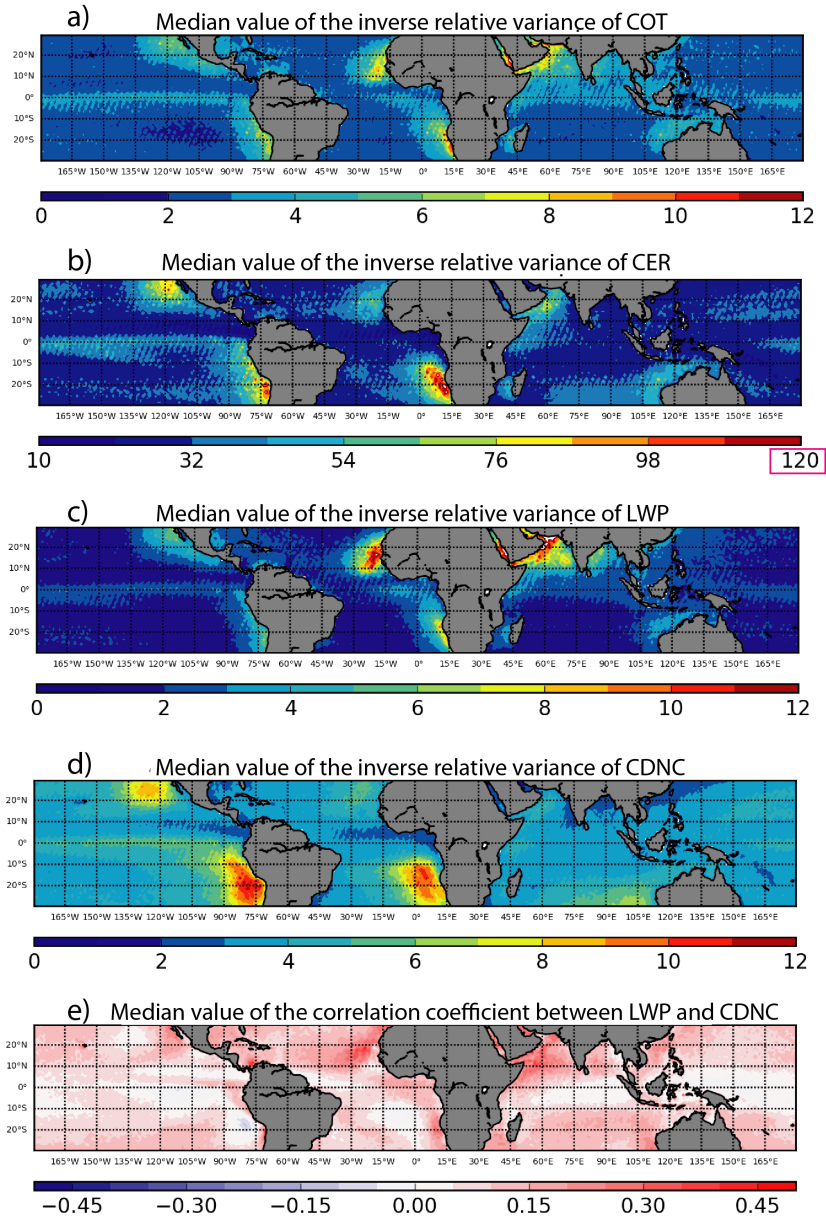 a) Median value of the inverse relative variance of COT
20°N
10°N
0°
10°S
20°S
165°W 150°W 135°W 120°W 105°W 90°W 75°W 60°W 45°W 30°W 15°W 0° 15°E 30°E 45°E 60°E 75°E 90°E 105°E 120°E 135°E 150°E 165°E
0 2 4 6 8 10 12
b) Median value of the inverse relative variance of CER
20°N
10°N
0°
10°S
20°S
165°W 150°W 135°W 120°W 105°W 90°W 75°W 60°W 45°W 30°W 15°W 0° 15°E 30°E 45°E 60°E 75°E 90°E 105°E 120°E 135°E 150°E 165°E
10 32 54 76 98 120
c) Median value of the inverse relative variance of LWP
20°N
10°N
0°
10°S
20°S
165°W 150°W 135°W 120°W 105°W 90°W 75°W 60°W 45°W 30°W 15°W 0° 15°E 30°E 45°E 60°E 75°E 90°E 105°E 120°E 135°E 150°E 165°E
0 2 4 6 8 10 12
d) Median value of the inverse relative variance of CDNC
20°N
10°N
0°
10°S
20°S
165°W 150°W 135°W 120°W 105°W 90°W 75°W 60°W 45°W 30°W 15°W 0° 15°E 30°E 45°E 60°E 75°E 90°E 105°E 120°E 135°E 150°E 165°E
0 2 4 6 8 10 12
e) Median value of the correlation coefficient between LWP and CDNC
20°N
10°N
0°
10°S
20°S
165°W 150°W 135°W 120°W 105°W 90°W 75°W 60°W 45°W 30°W 15°W 0° 15°E 30°E 45°E 60°E 75°E 90°E 105°E 120°E 135°E 150°E 165°E
−0.45 −0.30 −0.15 0.00 0.15 0.30 0.45